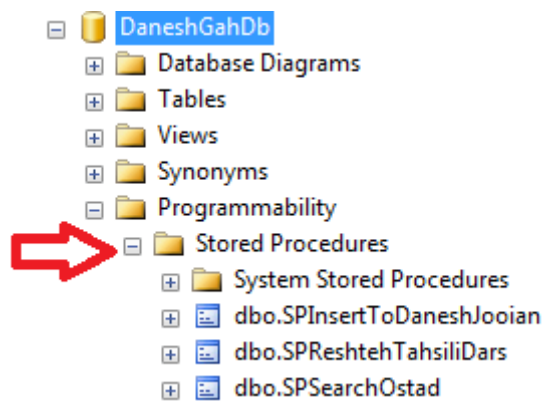 DaneshGahDb
Database Diagrams
Tables
Views
Synonyms
Programmability
Stored Procedures
System Stored Procedures
dbo.SPInsertToDaneshJooian
dbo.SPReshtehTahsiliDars
dbo.SPSearchOstad